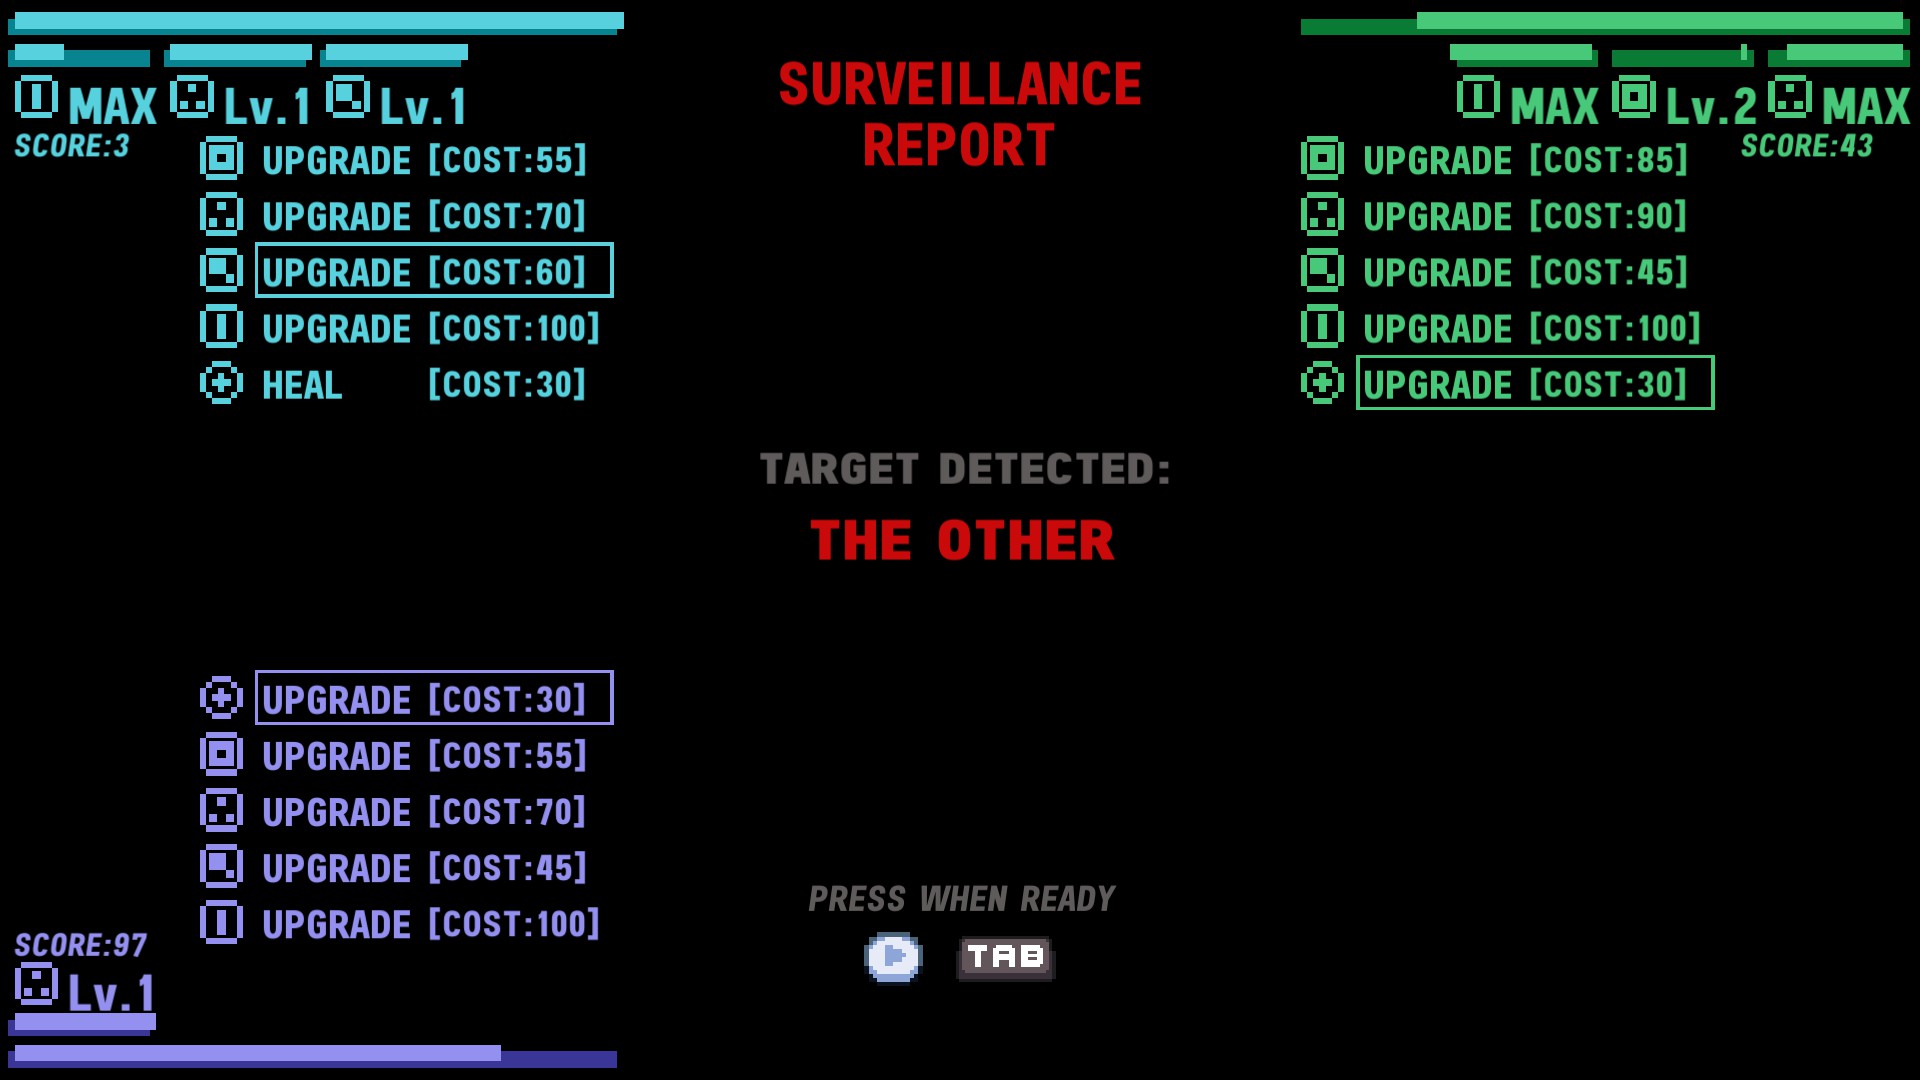 MAX Lv.1 Lv.1
SCORE:3
UPGRADE [COST:55]
UPGRADE [COST:70]
UPGRADE [COST:60]
UPGRADE [COST:100]
HEAL [COST:30]
SURVEILLANCE
REPORT
MAX Lv.2 MAX
SCORE:43
UPGRADE [COST:85]
UPGRADE [COST:90]
UPGRADE [COST:45]
UPGRADE [COST:100]
UPGRADE [COST:30]
TARGET DETECTED:
THE OTHER
UPGRADE [COST:30]
UPGRADE [COST:55]
UPGRADE [COST:70]
UPGRADE [COST:45]
UPGRADE [COST:100]
SCORE:97
Lv.1
PRESS WHEN READY
TAB